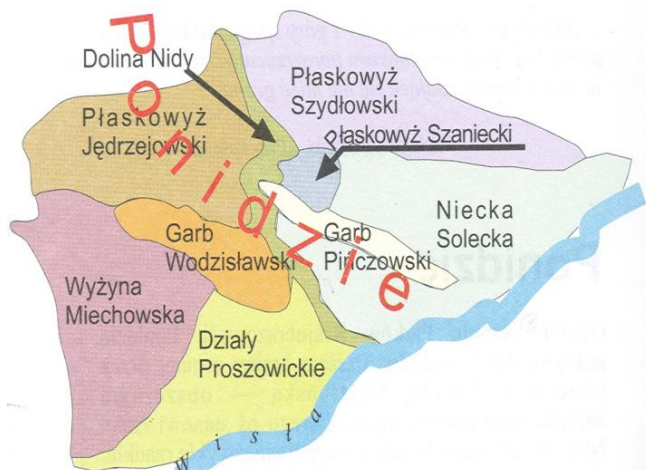 Ponidzie
Dolina Nidy
Płaskowyż
Szydłowski
Płaskowyż
Jędrzejowski
Płaskowyż Szaniecki
Niecka
Solecka
Garb
Wodzisławski
Garb
Pińczowski
Wyżyna
Miechowska
Działy
Proszowickie
Wisła